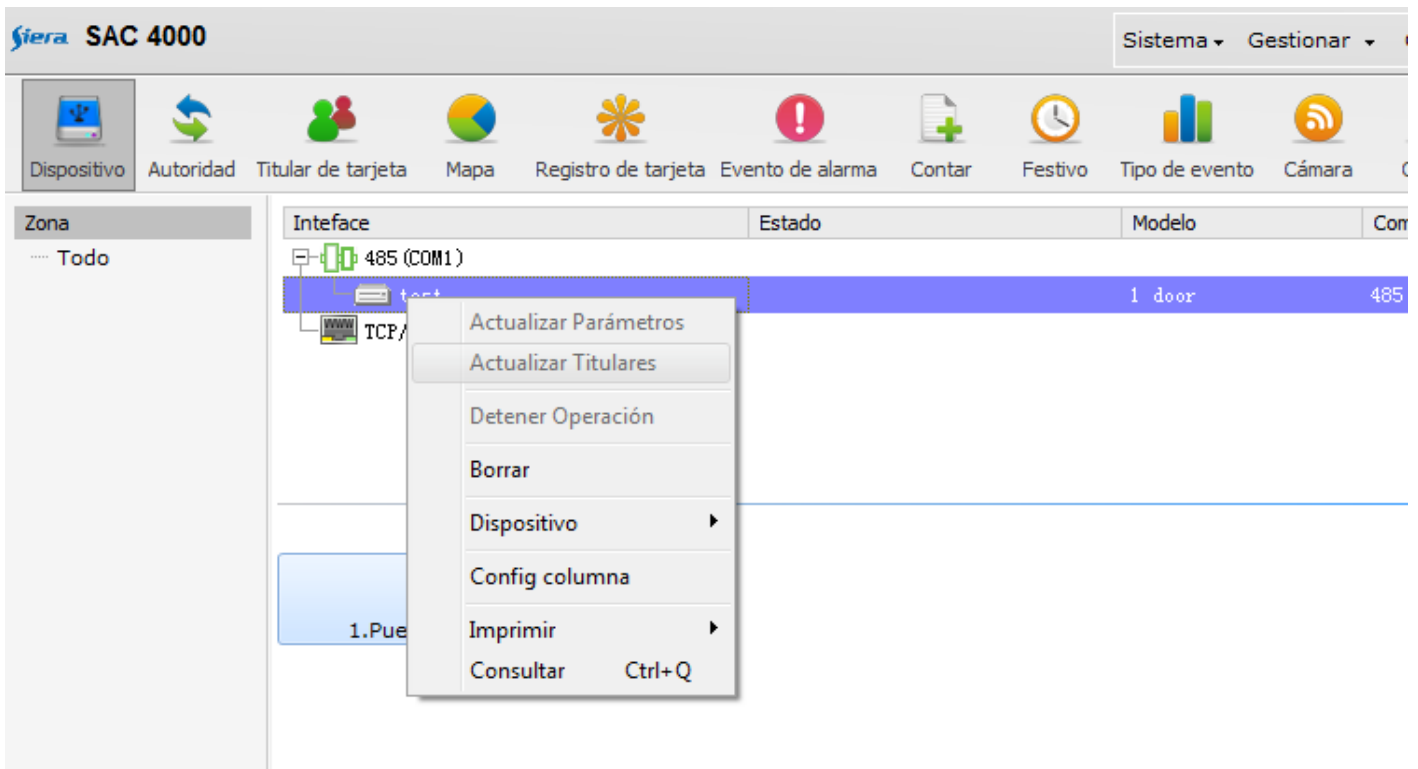 Siera SAC 4000
Sistema Gestionar
Dispositivo Autoridad Titular de tarjeta Mapa Registro de tarjeta Evento de alarma Contar Festivo Tipo de evento Cámara
Zona
Todo
Inteface Estado Modelo Com
485 (COM1)
test 1 door 485
TCP/
Actualizar Parámetros
Actualizar Titulares
Detener Operación
Borrar
Dispositivo
Config columna
1.Pue
Imprimir
Consultar Ctrl+Q